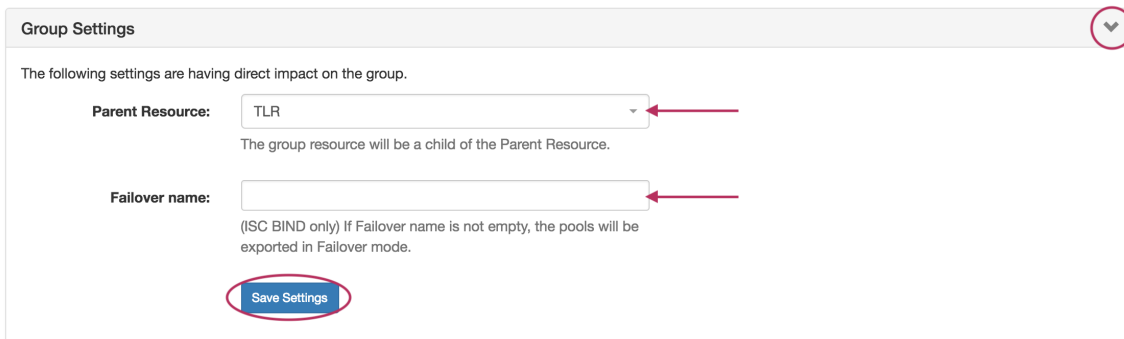 Group Settings
The following settings are having direct impact on the group.
Parent Resource:
TLR
The group resource will be a child of the Parent Resource.
Failover name:
(ISC BIND only) If Failover name is not empty, the pools will be
exported in Failover mode.
Save Settings